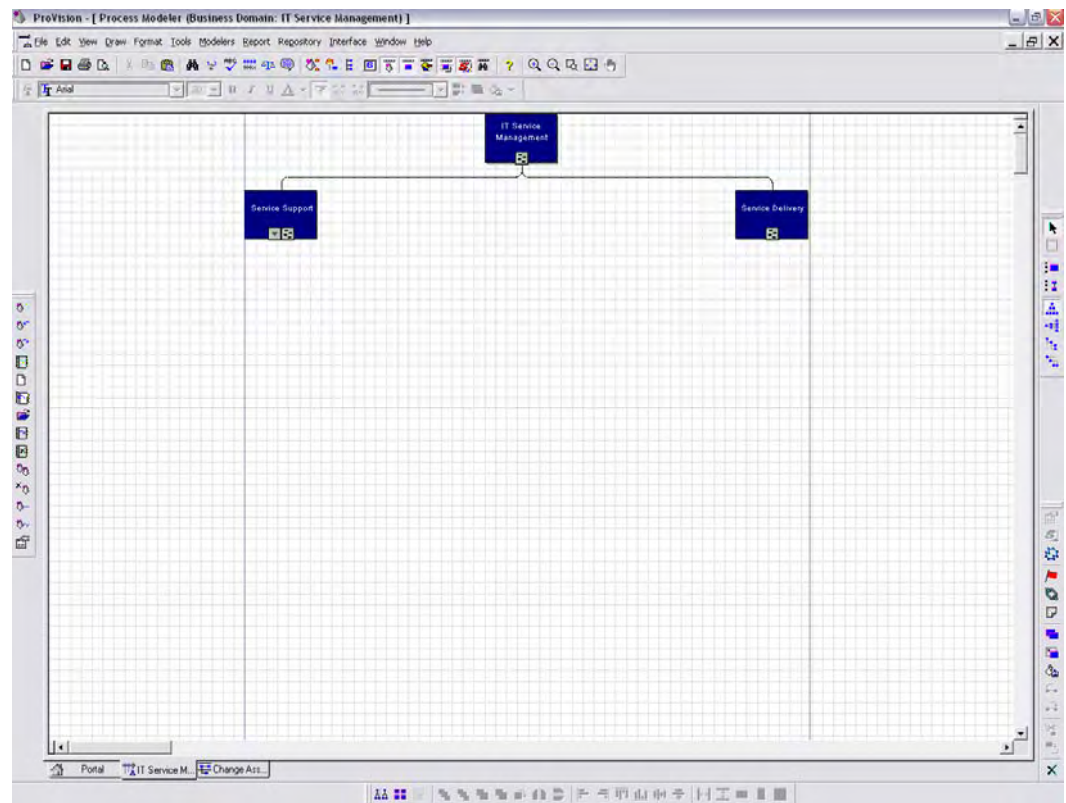 ProVision - [ Process Modeler (Business Domain: IT Service Management) ]
File Edit View Draw Format Tools Modelers Report Repository Interface Window Help
Arial
IT Service
Management
Service Support
Service Delivery
Portal IT Service M... Change Ass...